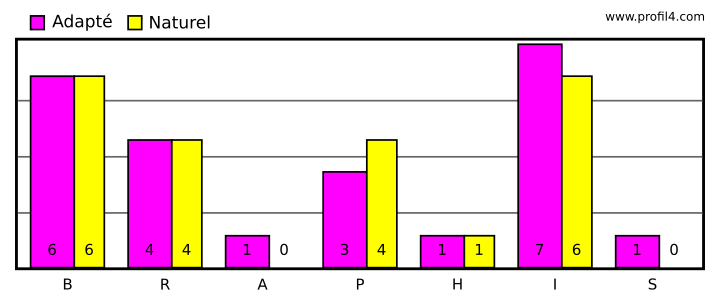 Adapté Naturel www.profil4.com
6 6 4 4 1 0 3 4 1 1 7 6 1 0
B R A P H I S